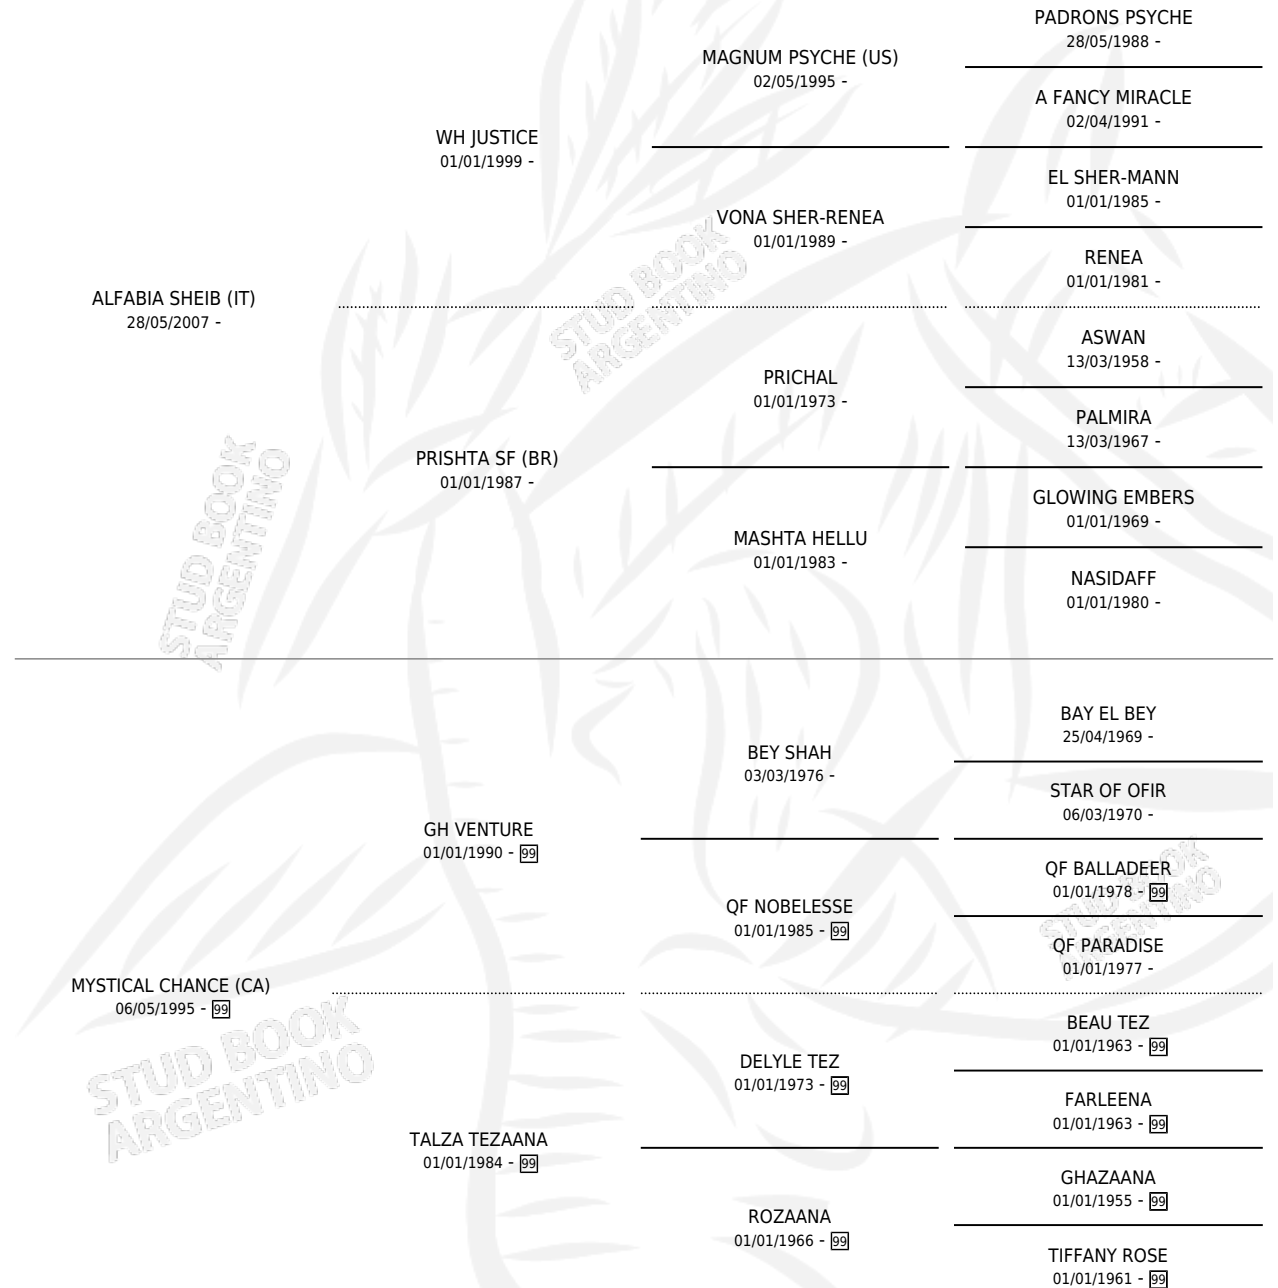 PADRONS PSYCHE
28/05/1988 -
MAGNUM PSYCHE (US)
02/05/1995 -
A FANCY MIRACLE
02/04/1991 -
WH JUSTICE
01/01/1999 -
EL SHER-MANN
01/01/1985 -
VONA SHER-RENEA
01/01/1989 -
RENEA
01/01/1981 -
ALFABIA SHEIB (IT)
28/05/2007 -
ASWAN
13/03/1958 -
PRICHAL
01/01/1973 -
PALMIRA
13/03/1967 -
PRISHTA SF (BR)
01/01/1987 -
GLOWING EMBERS
01/01/1969 -
MASHTA HELLU
01/01/1983 -
NASIDAFF
01/01/1980 -
STUD BOOK
ARGENTINO
STUD BOOK
ARGENTINO
BAY EL BEY
25/04/1969 -
BEY SHAH
03/03/1976 -
STAR OF OFIR
06/03/1970 -
GH VENTURE
01/01/1990 - 99
QF BALLADEER
01/01/1978 - 99
QF NOBELESSE
01/01/1985 - 99
QF PARADISE
01/01/1977 -
MYSTICAL CHANCE (CA)
06/05/1995 - 99
BEAU TEZ
01/01/1963 - 99
DELYLE TEZ
01/01/1973 - 99
FARLEENA
01/01/1963 - 99
TALZA TEZAANA
01/01/1984 - 99
GHAZAANA
01/01/1955 - 99
ROZAANA
01/01/1966 - 99
TIFFANY ROSE
01/01/1961 - 99
STUD BOOK
ARGENTINO
STUD BOOK
ARGENTINO